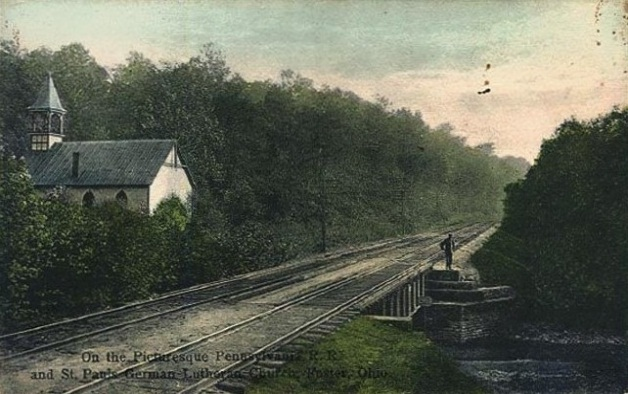 On the Picturesque Pennsylvania R. R.
and St. Pauls German Lutheran Church, Foster, Ohio.